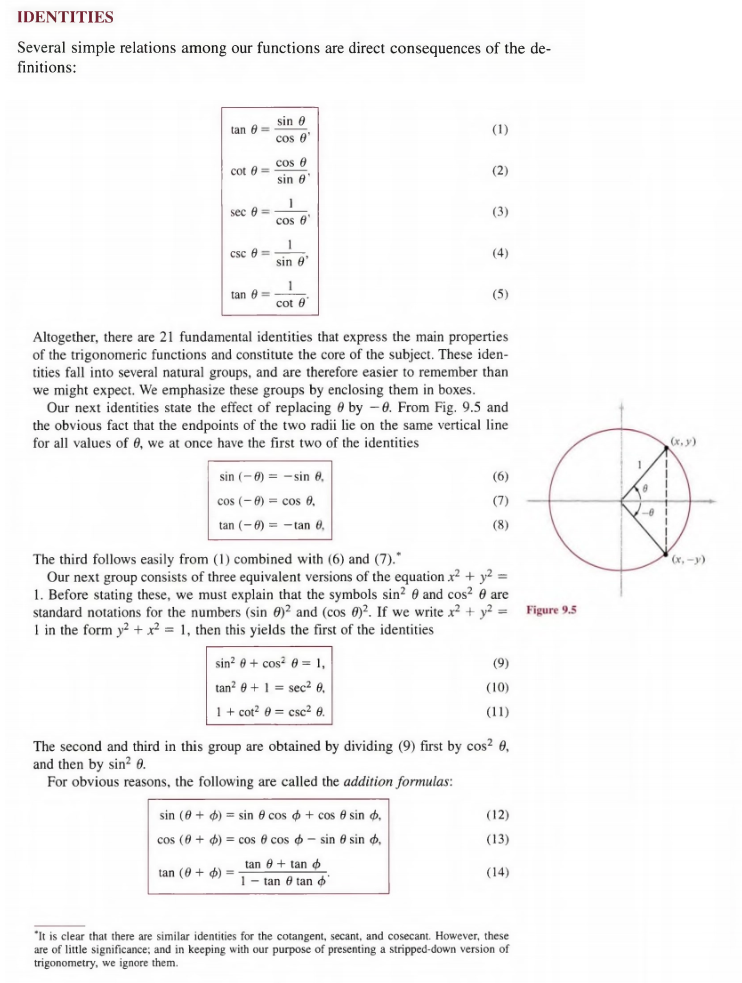 IDENTITIES
Several simple relations among our functions are direct consequences of the de-
finitions:
tan θ = sin θ / cos θ, (1)
cot θ = cos θ / sin θ, (2)
sec θ = 1 / cos θ, (3)
csc θ = 1 / sin θ, (4)
tan θ = 1 / cot θ. (5)
Altogether, there are 21 fundamental identities that express the main properties
of the trigonomeric functions and constitute the core of the subject. These iden-
tities fall into several natural groups, and are therefore easier to remember than
we might expect. We emphasize these groups by enclosing them in boxes.
Our next identities state the effect of replacing θ by −θ. From Fig. 9.5 and
the obvious fact that the endpoints of the two radii lie on the same vertical line
for all values of θ, we at once have the first two of the identities
sin (−θ) = −sin θ, (6)
cos (−θ) = cos θ, (7)
tan (−θ) = −tan θ, (8)
(x, y)
1
θ
−θ
(x, −y)
Figure 9.5
The third follows easily from (1) combined with (6) and (7).*
Our next group consists of three equivalent versions of the equation x² + y² =
1. Before stating these, we must explain that the symbols sin² θ and cos² θ are
standard notations for the numbers (sin θ)² and (cos θ)². If we write x² + y² =
1 in the form y² + x² = 1, then this yields the first of the identities
sin² θ + cos² θ = 1, (9)
tan² θ + 1 = sec² θ, (10)
1 + cot² θ = csc² θ. (11)
The second and third in this group are obtained by dividing (9) first by cos² θ,
and then by sin² θ.
For obvious reasons, the following are called the addition formulas:
sin (θ + ϕ) = sin θ cos ϕ + cos θ sin ϕ, (12)
cos (θ + ϕ) = cos θ cos ϕ − sin θ sin ϕ, (13)
tan (θ + ϕ) = tan θ + tan ϕ / 1 − tan θ tan ϕ. (14)
*It is clear that there are similar identities for the cotangent, secant, and cosecant. However, these
are of little significance; and in keeping with our purpose of presenting a stripped-down version of
trigonometry, we ignore them.